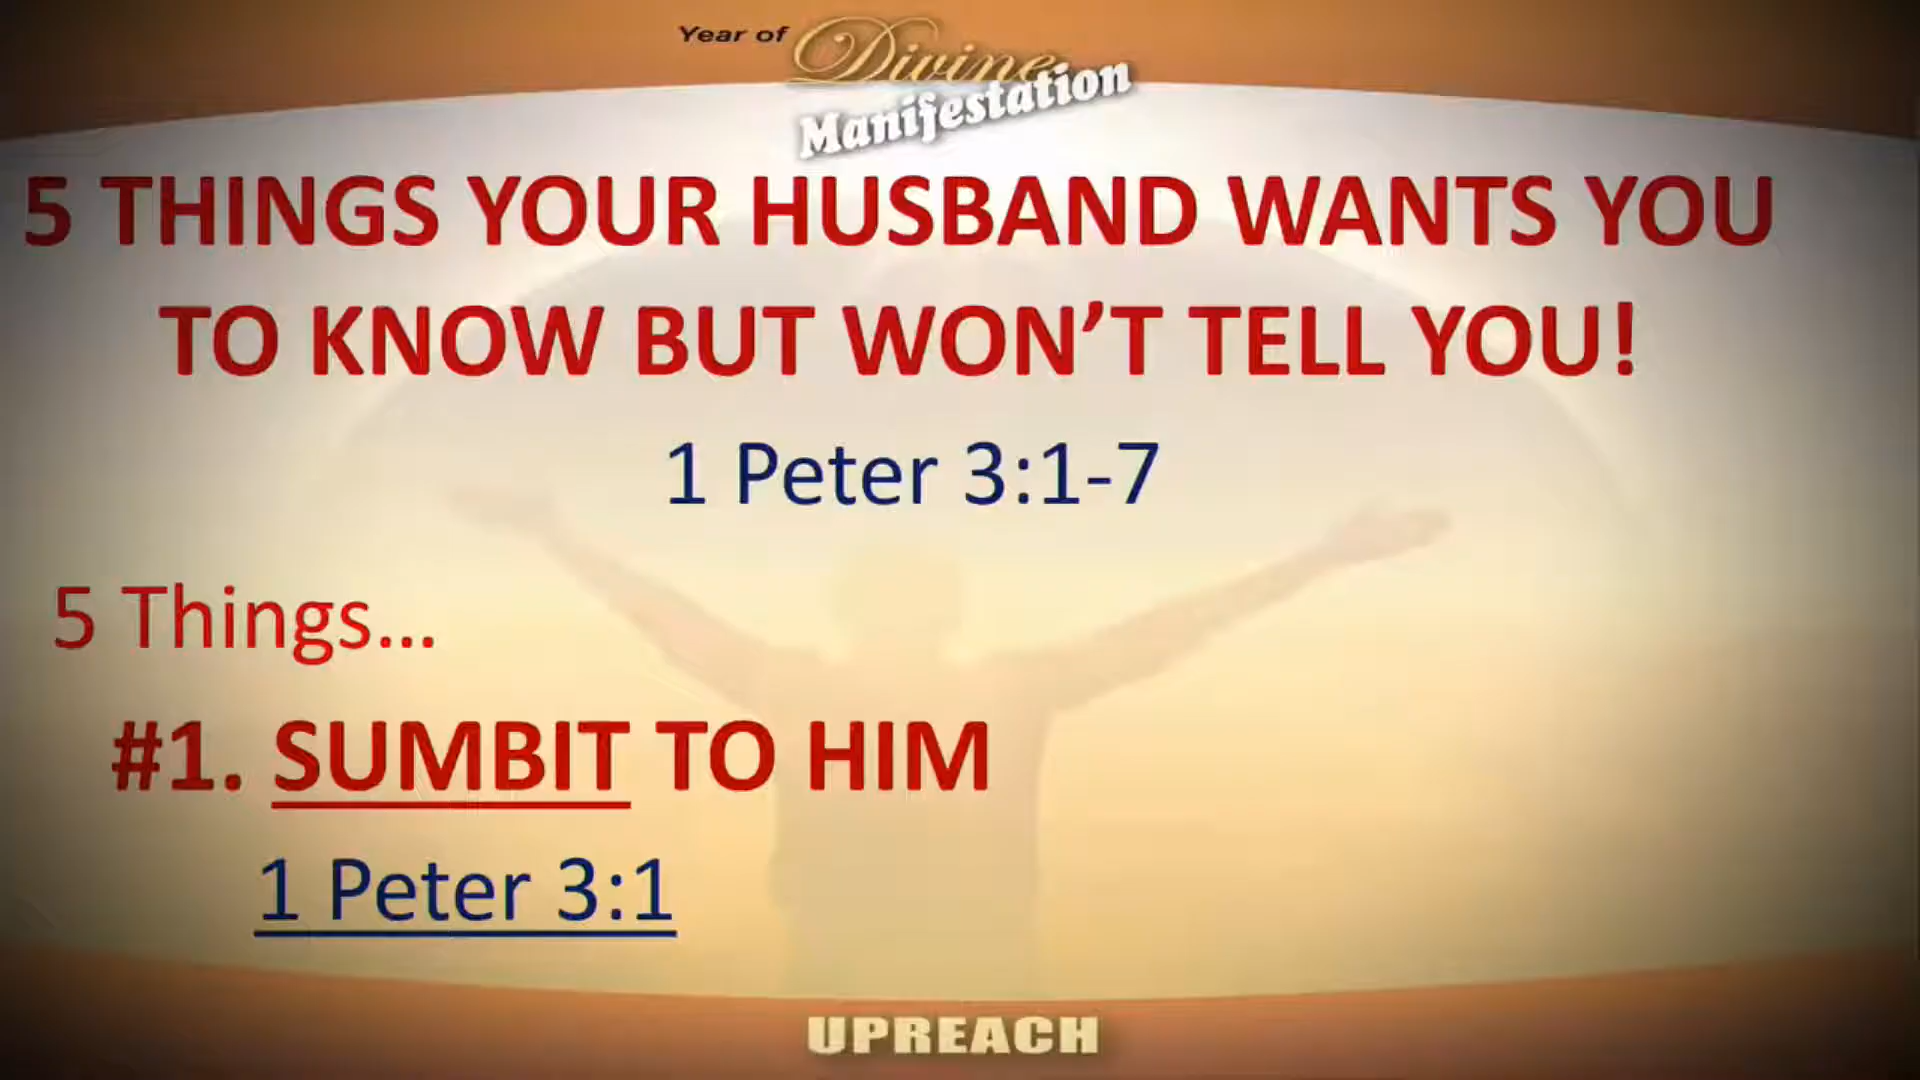 Year of Divine
Manifestation
5 THINGS YOUR HUSBAND WANTS YOU
TO KNOW BUT WON’T TELL YOU!
1 Peter 3:1-7
5 Things...
#1. SUMBIT TO HIM
1 Peter 3:1
UPREACH